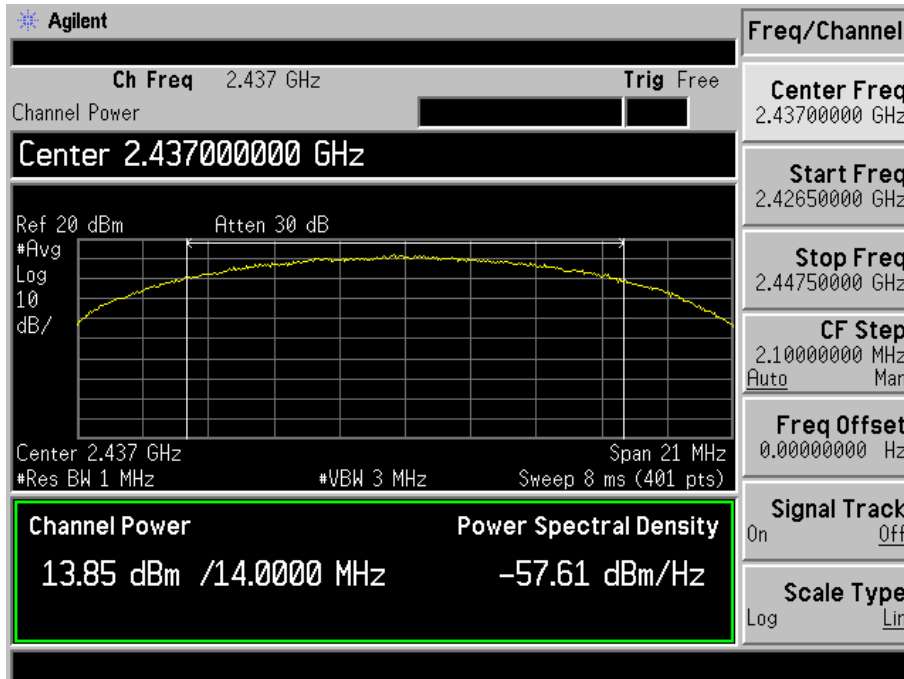 Agilent
Freq/Channel
Ch Freq 2.437 GHz Trig Free
Channel Power
Center 2.437000000 GHz
Ref 20 dBm Atten 30 dB
#Avg
Log
10
dB/
Center 2.437 GHz Span 21 MHz
#Res BW 1 MHz #VBW 3 MHz Sweep 8 ms (401 pts)
Channel Power Power Spectral Density
13.85 dBm /14.0000 MHz -57.61 dBm/Hz
Center Freq
2.43700000 GHz
Start Freq
2.42650000 GHz
Stop Freq
2.44750000 GHz
CF Step
2.10000000 MHz
Auto Man
Freq Offset
0.00000000 Hz
Signal Track
On Off
Scale Type
Log Lin